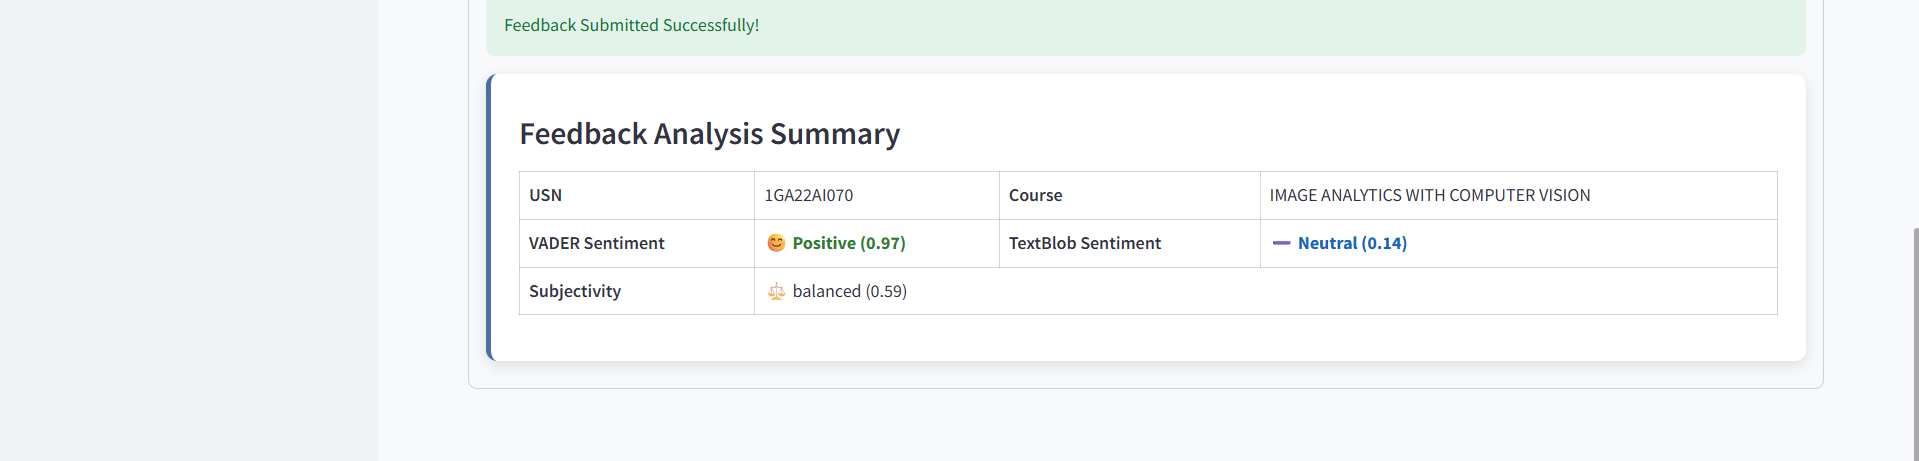 Feedback Submitted Successfully!
Feedback Analysis Summary
USN 1GA22AI070 Course IMAGE ANALYTICS WITH COMPUTER VISION
VADER Sentiment 😊 Positive (0.97) TextBlob Sentiment ➖ Neutral (0.14)
Subjectivity ⚖️ balanced (0.59)